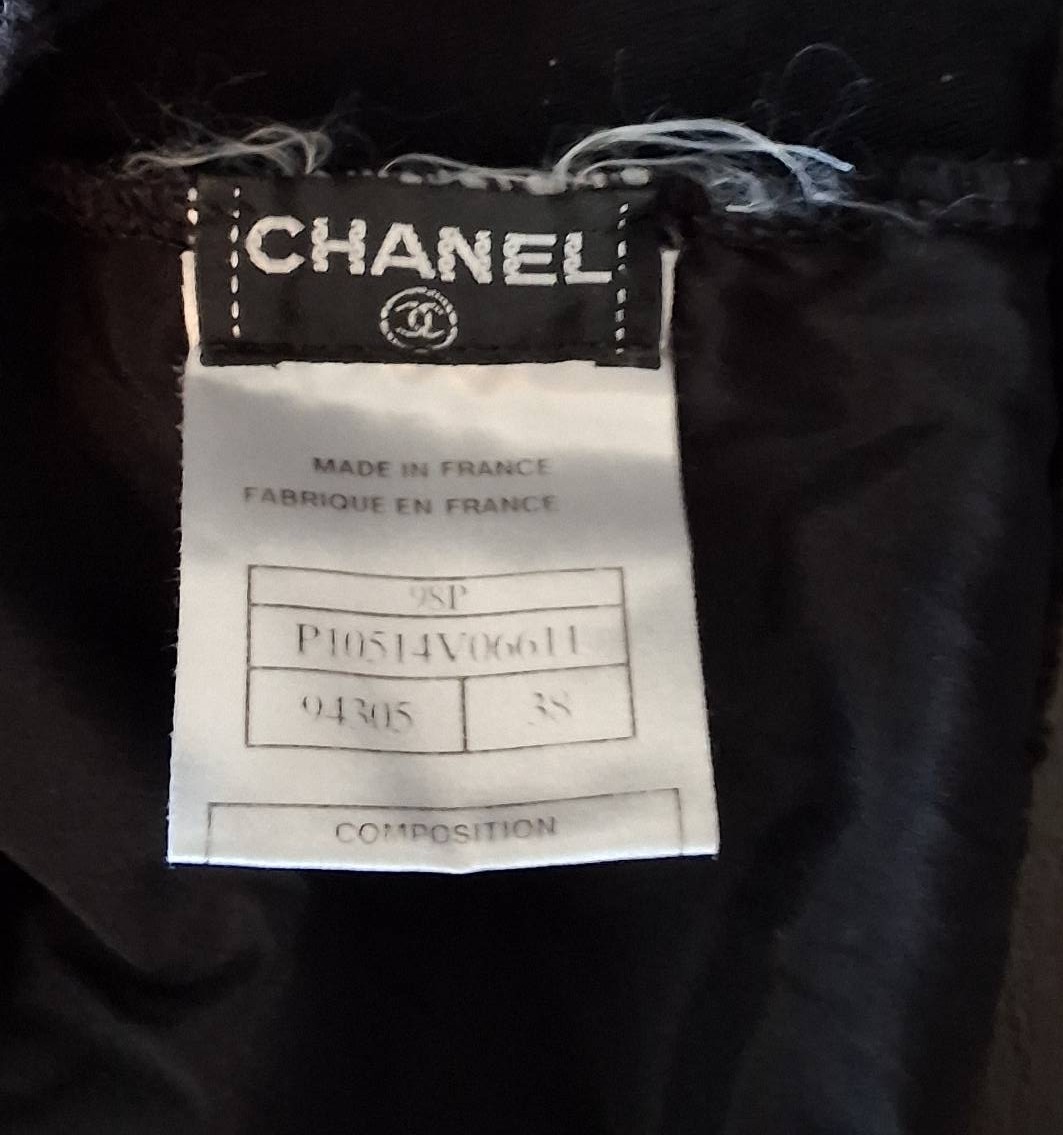 CHANEL
MADE IN FRANCE
FABRIQUE EN FRANCE
98P
P10514V06611
94305
38
COMPOSITION